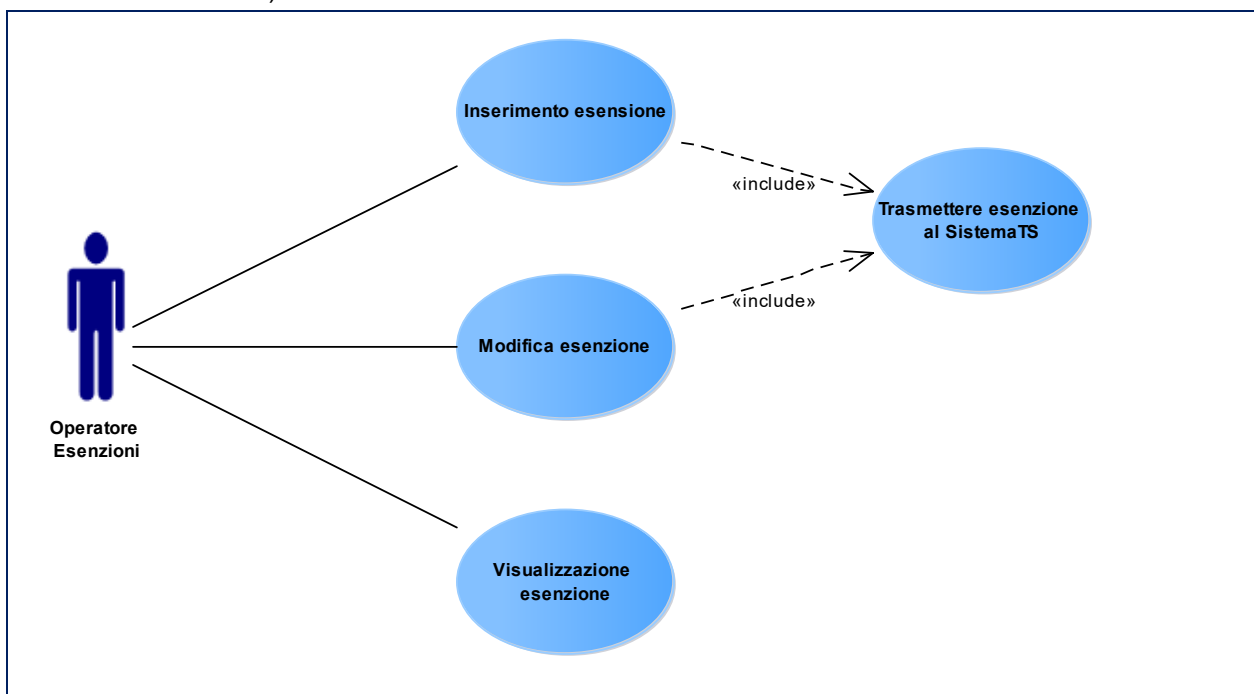 Inserimento esensione
«include»
Trasmettere esenzione
al SistemaTS
«include»
Modifica esenzione
Operatore
Esenzioni
Visualizzazione
esenzione